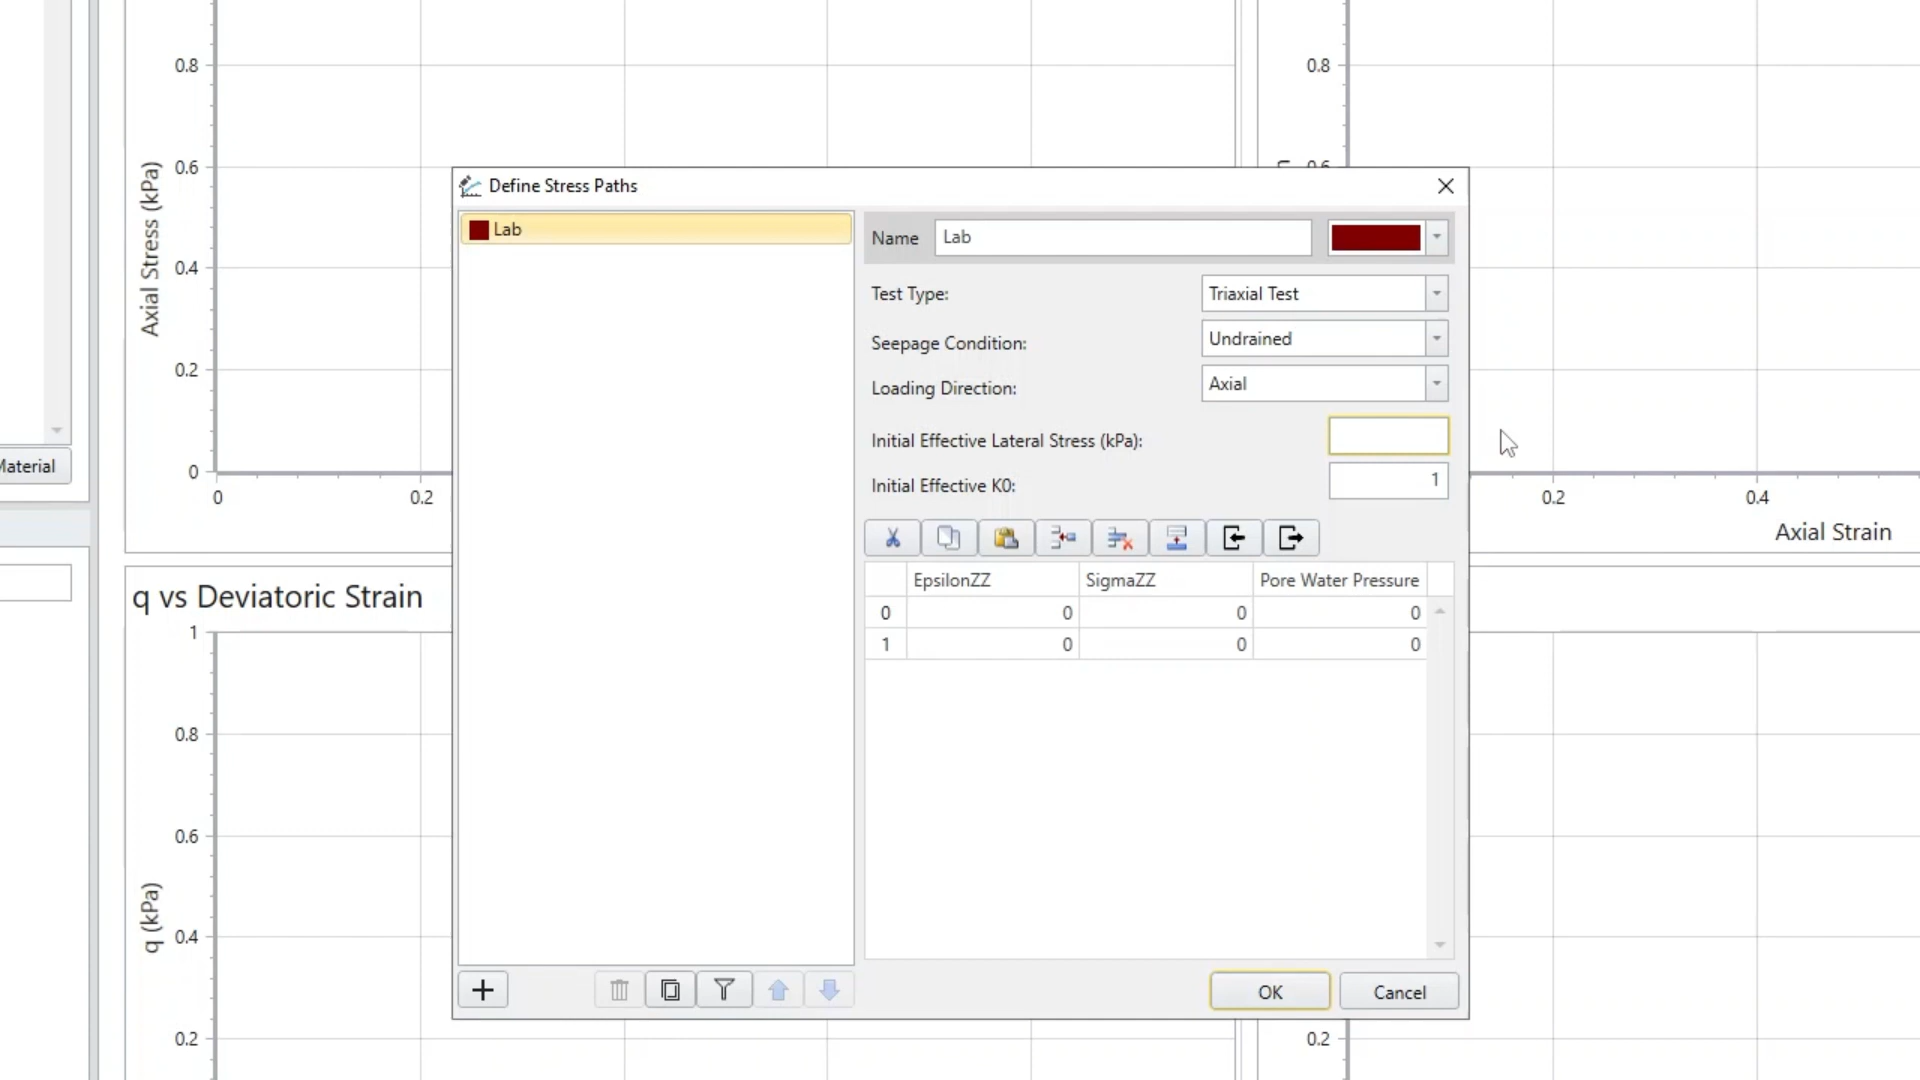 0.8
0.6
0.4
0.2
0
0
0.2
Axial Stress (kPa)
Material
0.8
0.6
0.2
0.4
Axial Strain
Define Stress Paths
Lab
Name
Lab
Test Type:
Triaxial Test
Seepage Condition:
Undrained
Loading Direction:
Axial
Initial Effective Lateral Stress (kPa):
Initial Effective K0:
1
EpsilonZZ SigmaZZ Pore Water Pressure
0 0 0 0
1 0 0 0
OK
Cancel
q vs Deviatoric Strain
1
0.8
0.6
0.4
0.2
q (kPa)
0.2